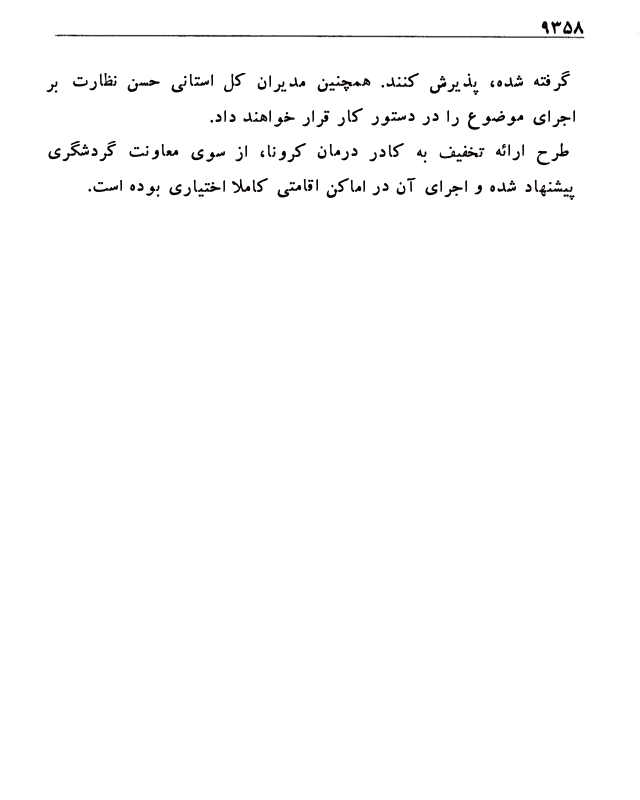 ۹۳۵۸
گرفته شده، پذیرش کنند. همچنین مدیران کل استانی حسن نظارت بر
اجرای موضوع را در دستور کار قرار خواهند داد.
طرح ارائه تخفیف به کادر درمان کرونا، از سوی معاونت گردشگری
پیشنهاد شده و اجرای آن در اماکن اقامتی کاملا اختیاری بوده است.